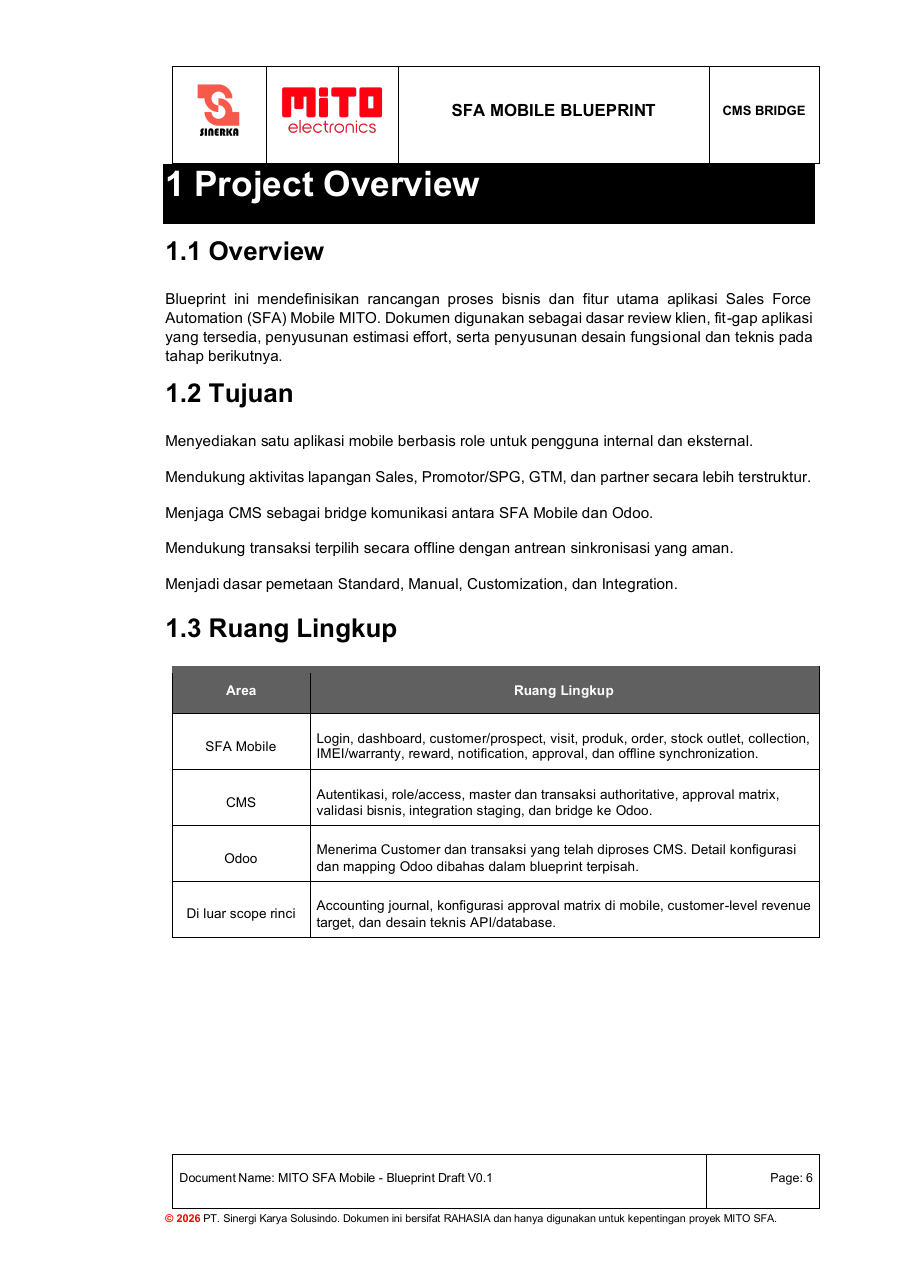 SINERKA
MiTO
electronics
SFA MOBILE BLUEPRINT
CMS BRIDGE
1 Project Overview
1.1 Overview
Blueprint ini mendefinisikan rancangan proses bisnis dan fitur utama aplikasi Sales Force
Automation (SFA) Mobile MITO. Dokumen digunakan sebagai dasar review klien, fit-gap aplikasi
yang tersedia, penyusunan estimasi effort, serta penyusunan desain fungsional dan teknis pada
tahap berikutnya.
1.2 Tujuan
Menyediakan satu aplikasi mobile berbasis role untuk pengguna internal dan eksternal.
Mendukung aktivitas lapangan Sales, Promotor/SPG, GTM, dan partner secara lebih terstruktur.
Menjaga CMS sebagai bridge komunikasi antara SFA Mobile dan Odoo.
Mendukung transaksi terpilih secara offline dengan antrean sinkronisasi yang aman.
Menjadi dasar pemetaan Standard, Manual, Customization, dan Integration.
1.3 Ruang Lingkup
Area
Ruang Lingkup
SFA Mobile
Login, dashboard, customer/prospect, visit, produk, order, stock outlet, collection,
IMEI/warranty, reward, notification, approval, dan offline synchronization.
CMS
Autentikasi, role/access, master dan transaksi authoritative, approval matrix,
validasi bisnis, integration staging, dan bridge ke Odoo.
Odoo
Menerima Customer dan transaksi yang telah diproses CMS. Detail konfigurasi
dan mapping Odoo dibahas dalam blueprint terpisah.
Di luar scope rinci
Accounting journal, konfigurasi approval matrix di mobile, customer-level revenue
target, dan desain teknis API/database.
Document Name: MITO SFA Mobile - Blueprint Draft V0.1
Page: 6
© 2026 PT. Sinergi Karya Solusindo. Dokumen ini bersifat RAHASIA dan hanya digunakan untuk kepentingan proyek MITO SFA.